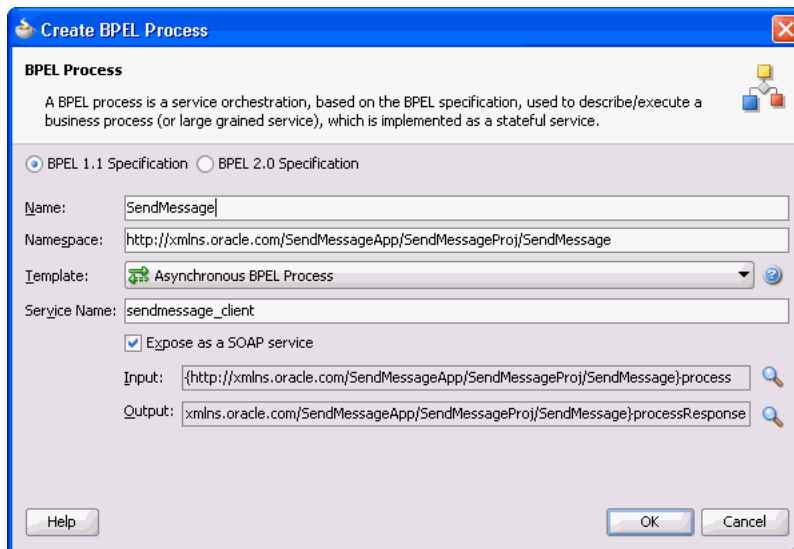 Create BPEL Process
BPEL Process
A BPEL process is a service orchestration, based on the BPEL specification, used to describe/execute a
business process (or large grained service), which is implemented as a stateful service.
BPEL 1.1 Specification BPEL 2.0 Specification
Name: SendMessage
Namespace: http://xmlns.oracle.com/SendMessageApp/SendMessageProj/SendMessage
Template: Asynchronous BPEL Process
Service Name: sendmessage_client
Expose as a SOAP service
Input: {http://xmlns.oracle.com/SendMessageApp/SendMessageProj/SendMessage}process
Output: xmlns.oracle.com/SendMessageApp/SendMessageProj/SendMessage}processResponse
Help OK Cancel